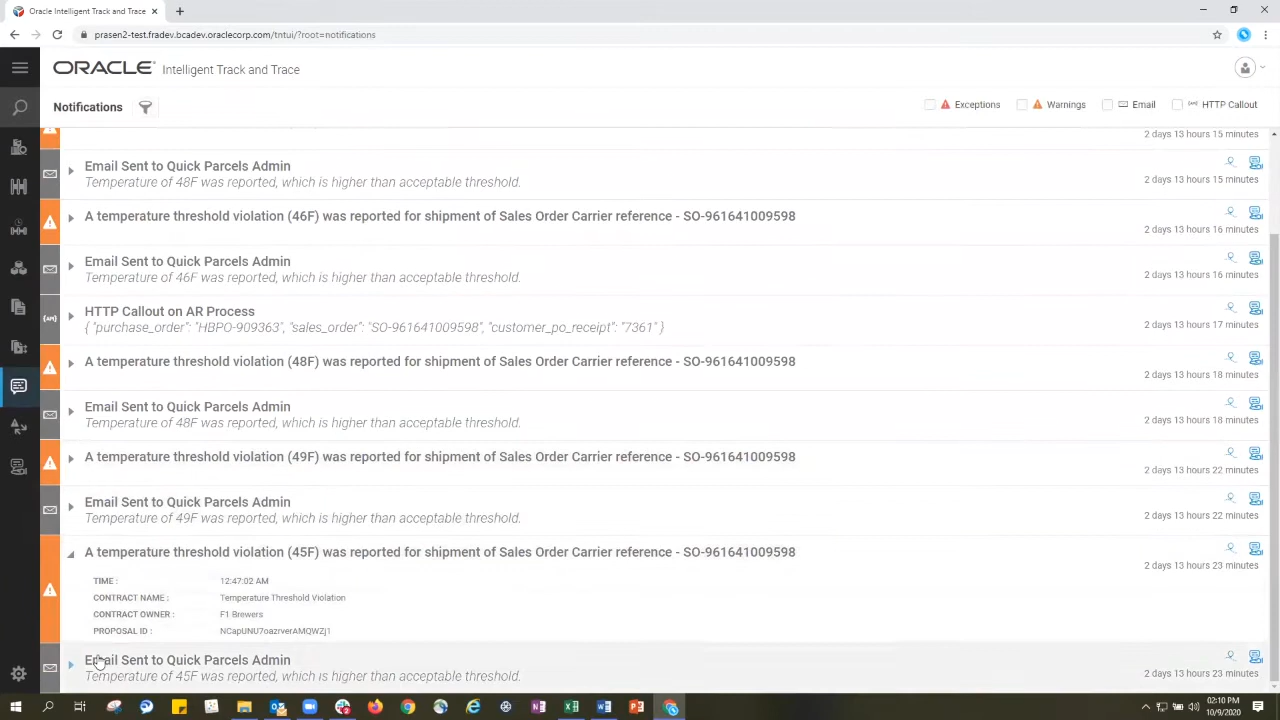 Oracle Intelligent Track and Trace
prasen2-test.fradev.bcadev.oraclecorp.com/tntui/?root=notifications
ORACLE Intelligent Track and Trace
Notifications
Exceptions Warnings Email HTTP Callout
2 days 13 hours 15 minutes
Email Sent to Quick Parcels Admin
Temperature of 48F was reported, which is higher than acceptable threshold.
2 days 13 hours 15 minutes
A temperature threshold violation (46F) was reported for shipment of Sales Order Carrier reference - SO-961641009598
2 days 13 hours 16 minutes
Email Sent to Quick Parcels Admin
Temperature of 46F was reported, which is higher than acceptable threshold.
2 days 13 hours 16 minutes
HTTP Callout on AR Process
{ "purchase_order": "HBPO-909363", "sales_order": "SO-961641009598", "customer_po_receipt": "7361" }
2 days 13 hours 17 minutes
A temperature threshold violation (48F) was reported for shipment of Sales Order Carrier reference - SO-961641009598
2 days 13 hours 18 minutes
Email Sent to Quick Parcels Admin
Temperature of 48F was reported, which is higher than acceptable threshold.
2 days 13 hours 18 minutes
A temperature threshold violation (49F) was reported for shipment of Sales Order Carrier reference - SO-961641009598
2 days 13 hours 22 minutes
Email Sent to Quick Parcels Admin
Temperature of 49F was reported, which is higher than acceptable threshold.
2 days 13 hours 22 minutes
A temperature threshold violation (45F) was reported for shipment of Sales Order Carrier reference - SO-961641009598
2 days 13 hours 23 minutes
TIME : 12:47:02 AM
CONTRACT NAME : Temperature Threshold Violation
CONTRACT OWNER : F1 Brewers
PROPOSAL ID : NCapUNU7oazrverAMQWZj1
Email Sent to Quick Parcels Admin
Temperature of 45F was reported, which is higher than acceptable threshold.
2 days 13 hours 23 minutes
02:10 PM
10/9/2020